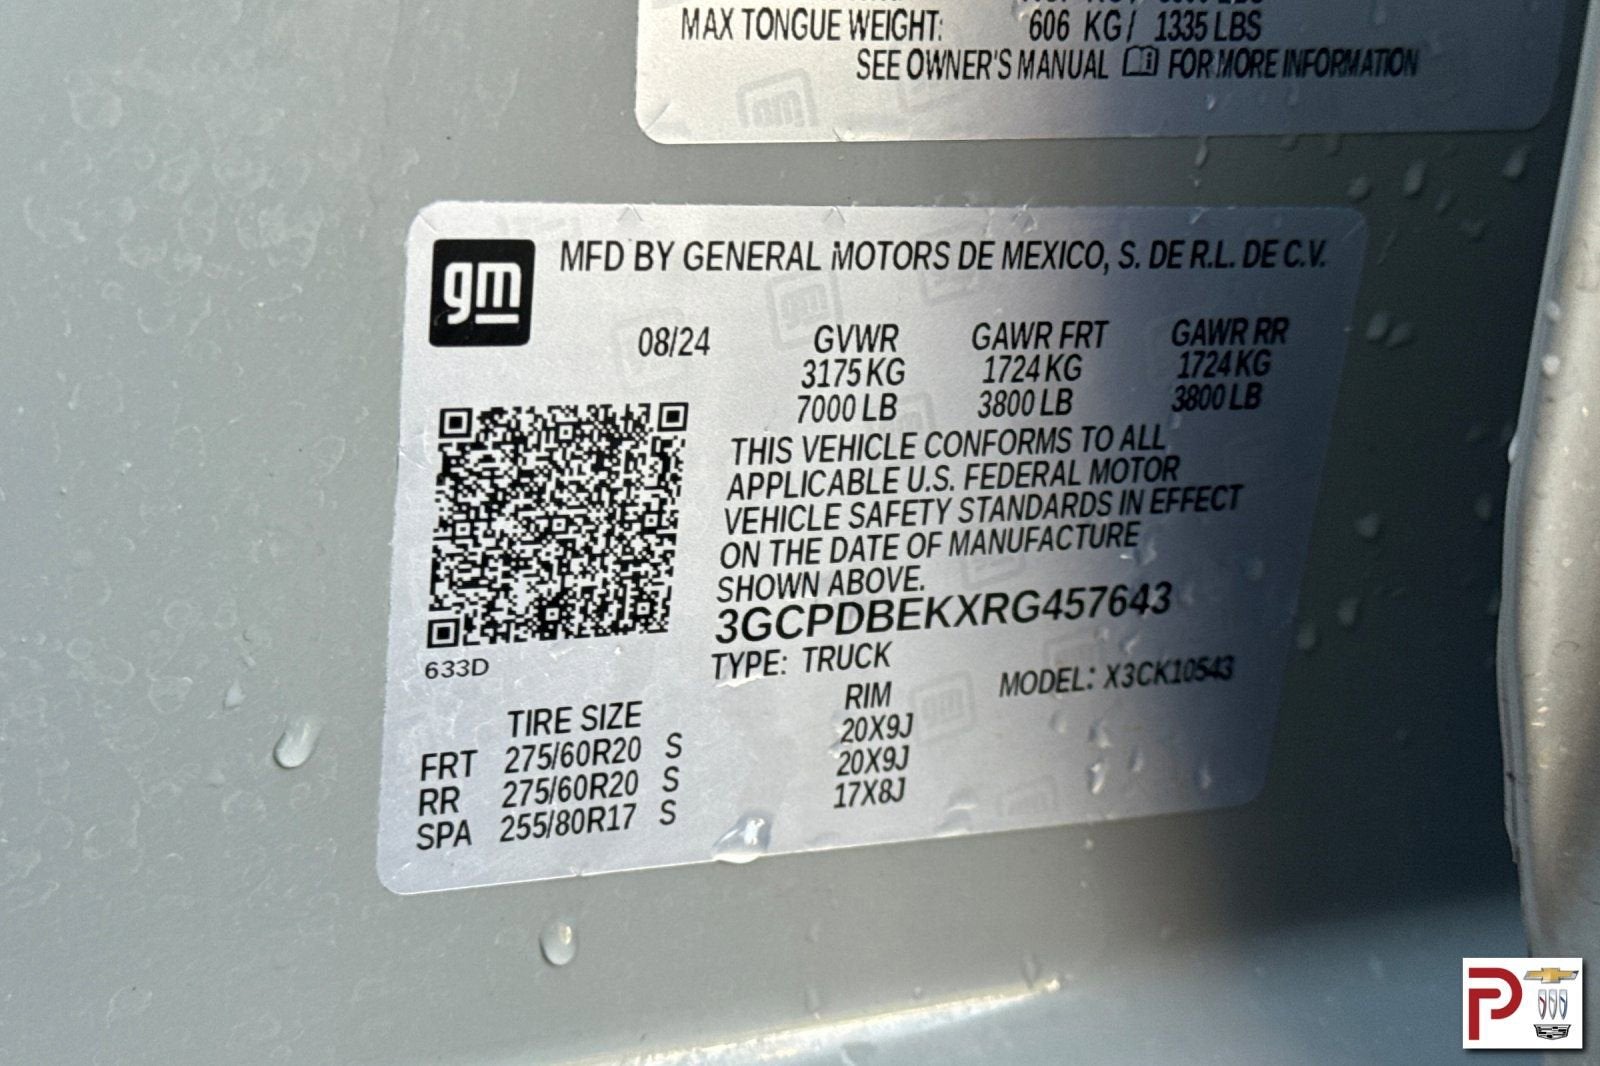 MAX TONGUE WEIGHT: 606 KG/ 1335 LBS
SEE OWNER'S MANUAL FOR MORE INFORMATION
gm
MFD BY GENERAL MOTORS DE MEXICO, S. DE R.L. DE C.V.
08/24 GVWR GAWR FRT GAWR RR
3175 KG 1724 KG 1724 KG
7000 LB 3800 LB 3800 LB
THIS VEHICLE CONFORMS TO ALL
APPLICABLE U.S. FEDERAL MOTOR
VEHICLE SAFETY STANDARDS IN EFFECT
ON THE DATE OF MANUFACTURE
SHOWN ABOVE.
3GCPDBEKXRG457643
633D
TYPE: TRUCK MODEL: X3CK10543
TIRE SIZE RIM
FRT 275/60R20 S 20X9J
RR 275/60R20 S 20X9J
SPA 255/80R17 S 17X8J
P